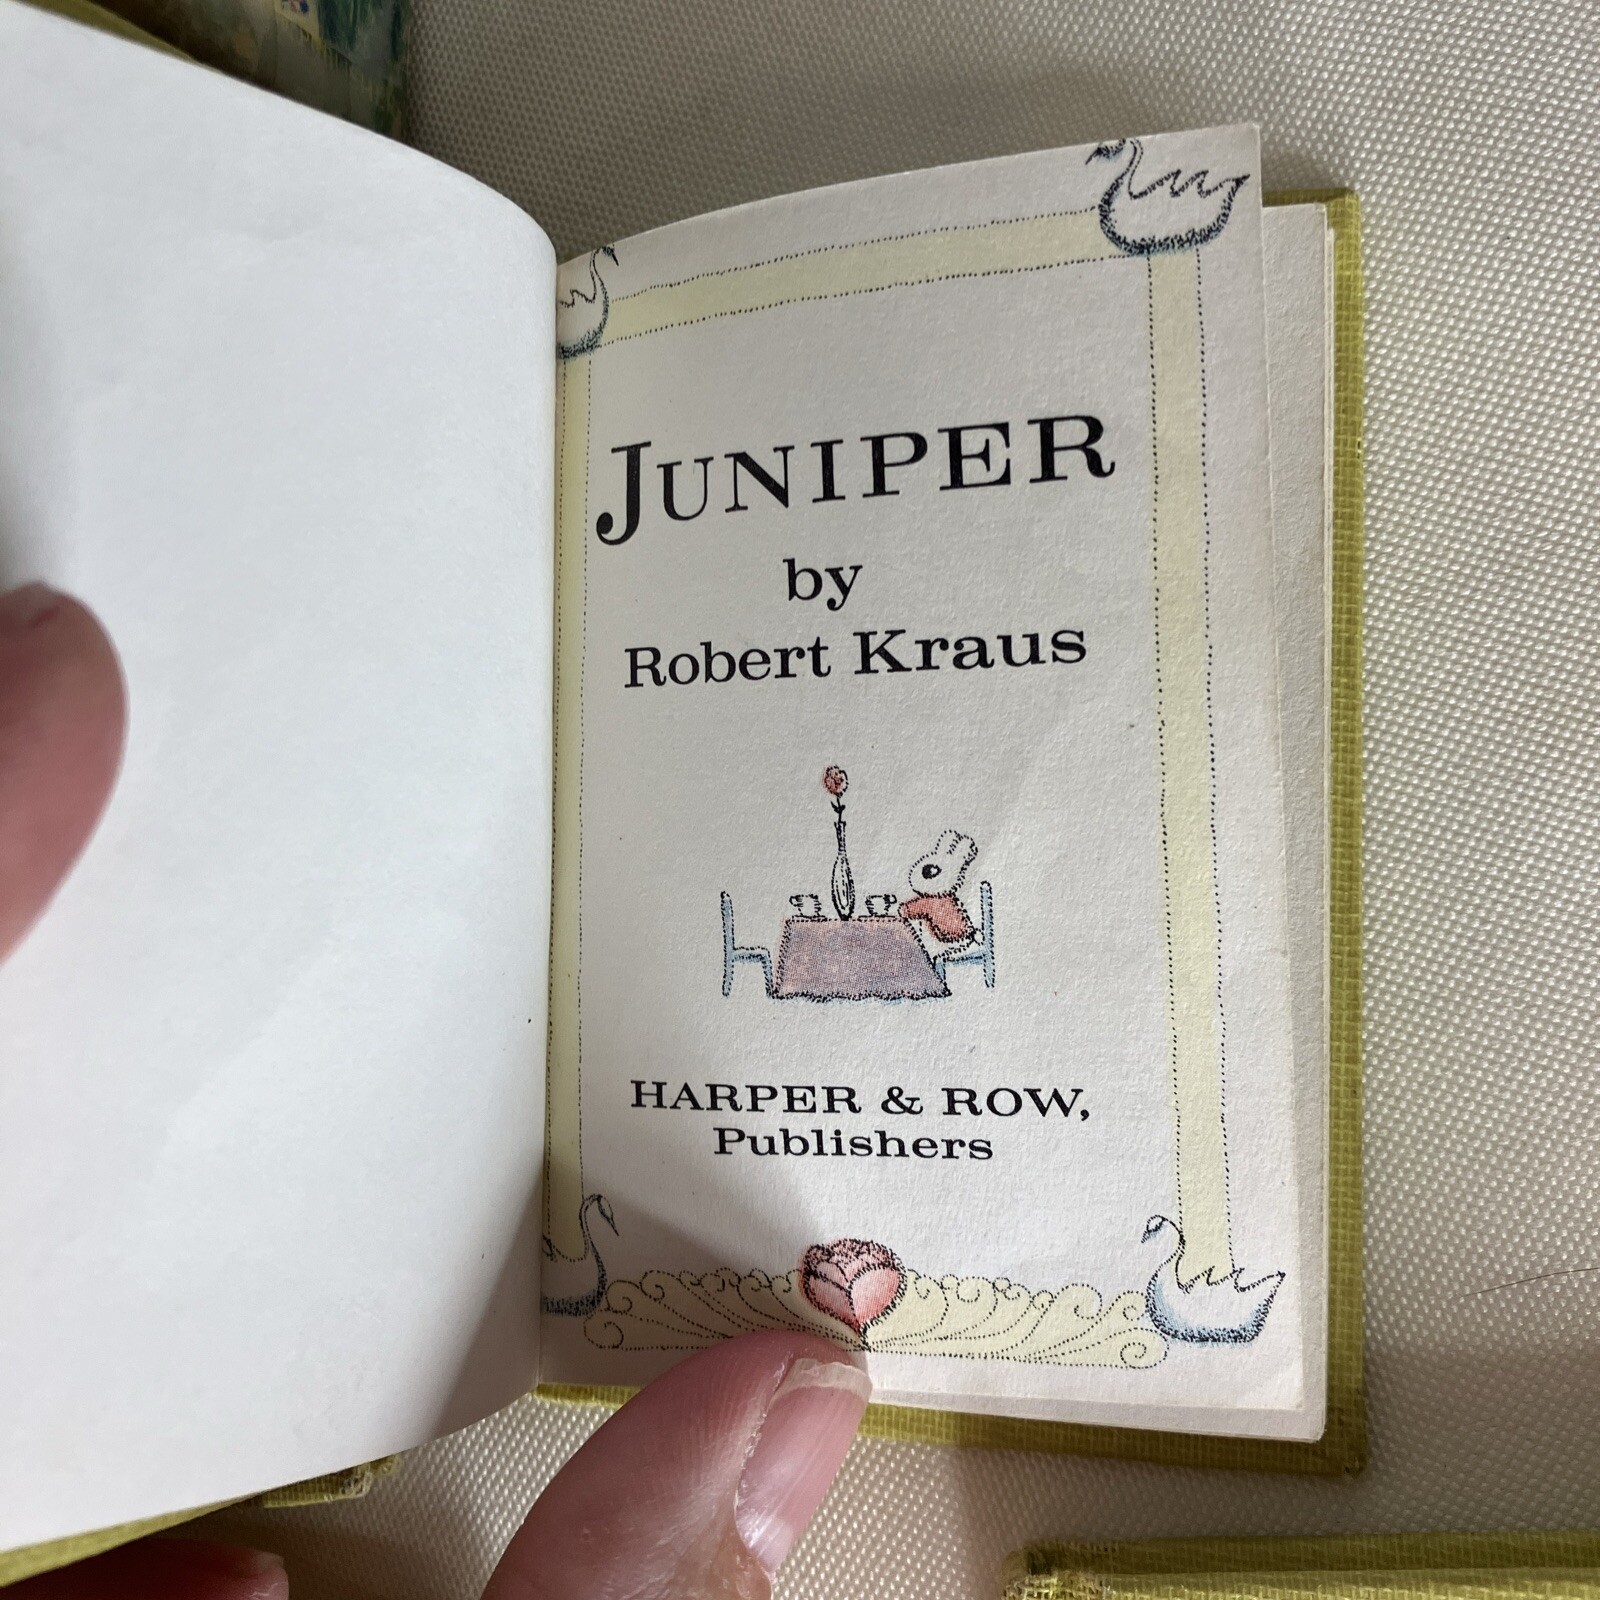 JUNIPER
by
Robert Kraus
HARPER & ROW,
Publishers